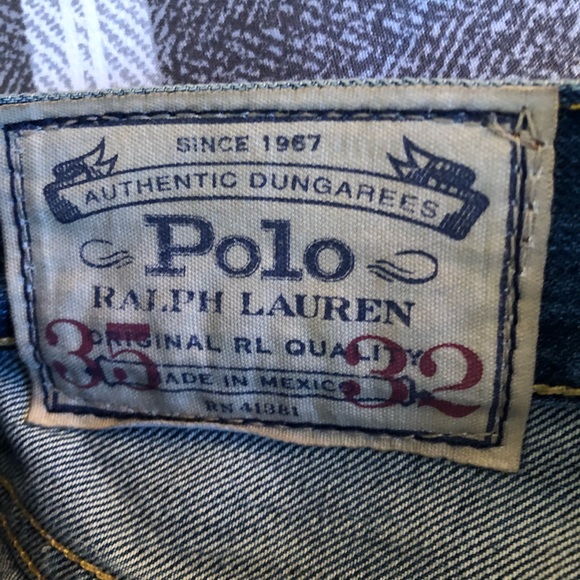 SINCE 1967
AUTHENTIC DUNGAREES
Polo
RALPH LAUREN
ORIGINAL RL QUALITY
35 32
MADE IN MEXICO
RN 41381